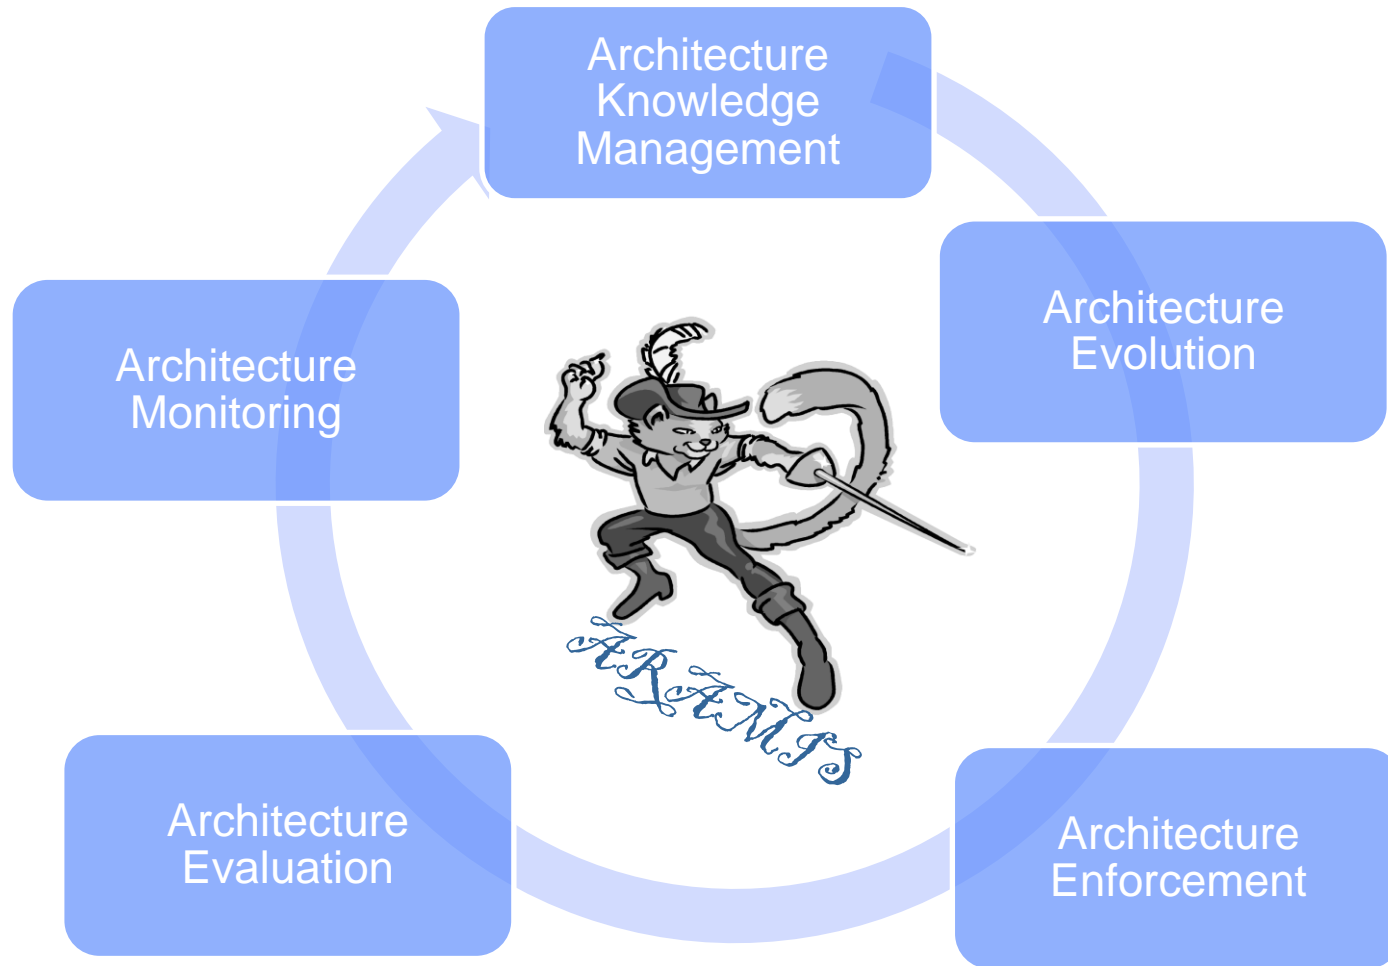 Architecture
Knowledge
Management
Architecture
Evolution
Architecture
Monitoring
ARAMIS
Architecture
Evaluation
Architecture
Enforcement